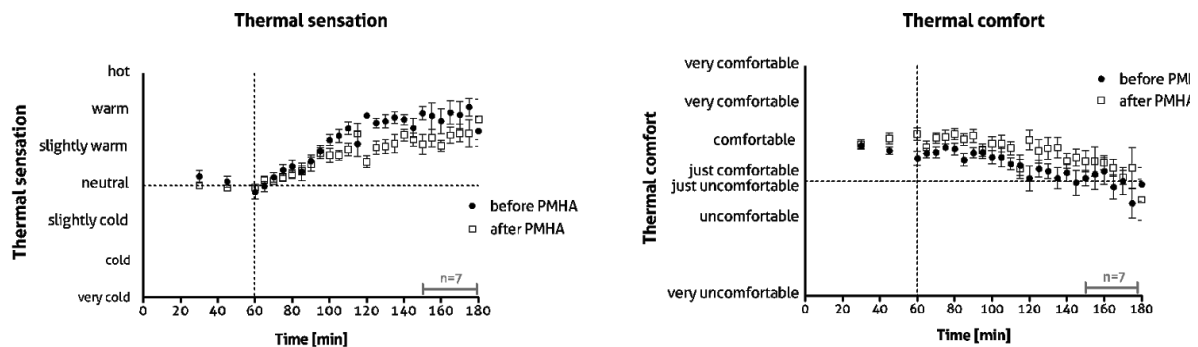 Thermal sensation
Thermal sensation
hot
warm
slightly warm
neutral
slightly cold
cold
very cold
before PMHA
after PMHA
n=7
0 20 40 60 80 100 120 140 160 180
Time [min]
Thermal comfort
Thermal comfort
very comfortable
very comfortable
comfortable
just comfortable
just uncomfortable
uncomfortable
very uncomfortable
before PM
after PMHA
n=7
0 20 40 60 80 100 120 140 160 180
Time [min]